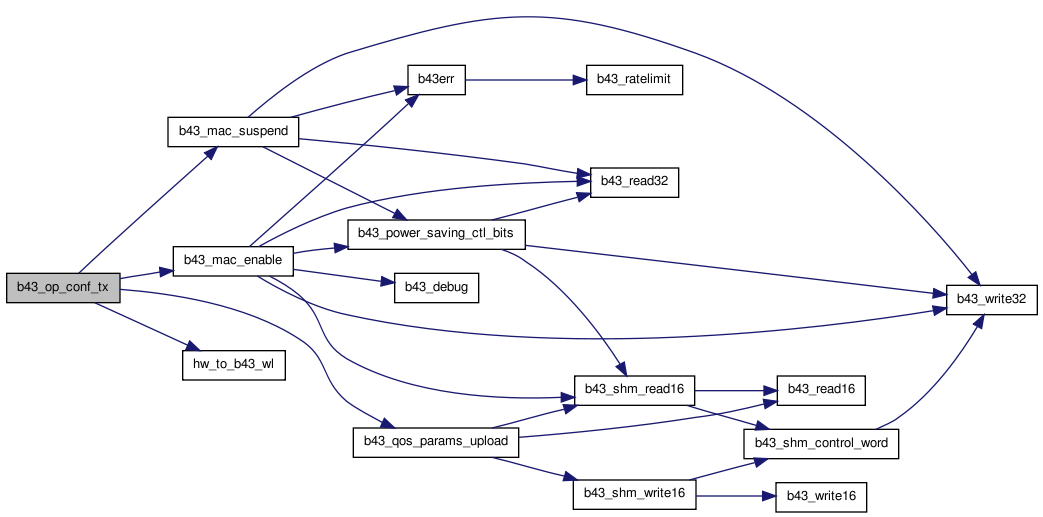 b43err
b43_ratelimit
b43_mac_suspend
b43_read32
b43_power_saving_ctl_bits
b43_mac_enable
b43_op_conf_tx
b43_debug
b43_write32
hw_to_b43_wl
b43_shm_read16
b43_read16
b43_qos_params_upload
b43_shm_control_word
b43_shm_write16
b43_write16